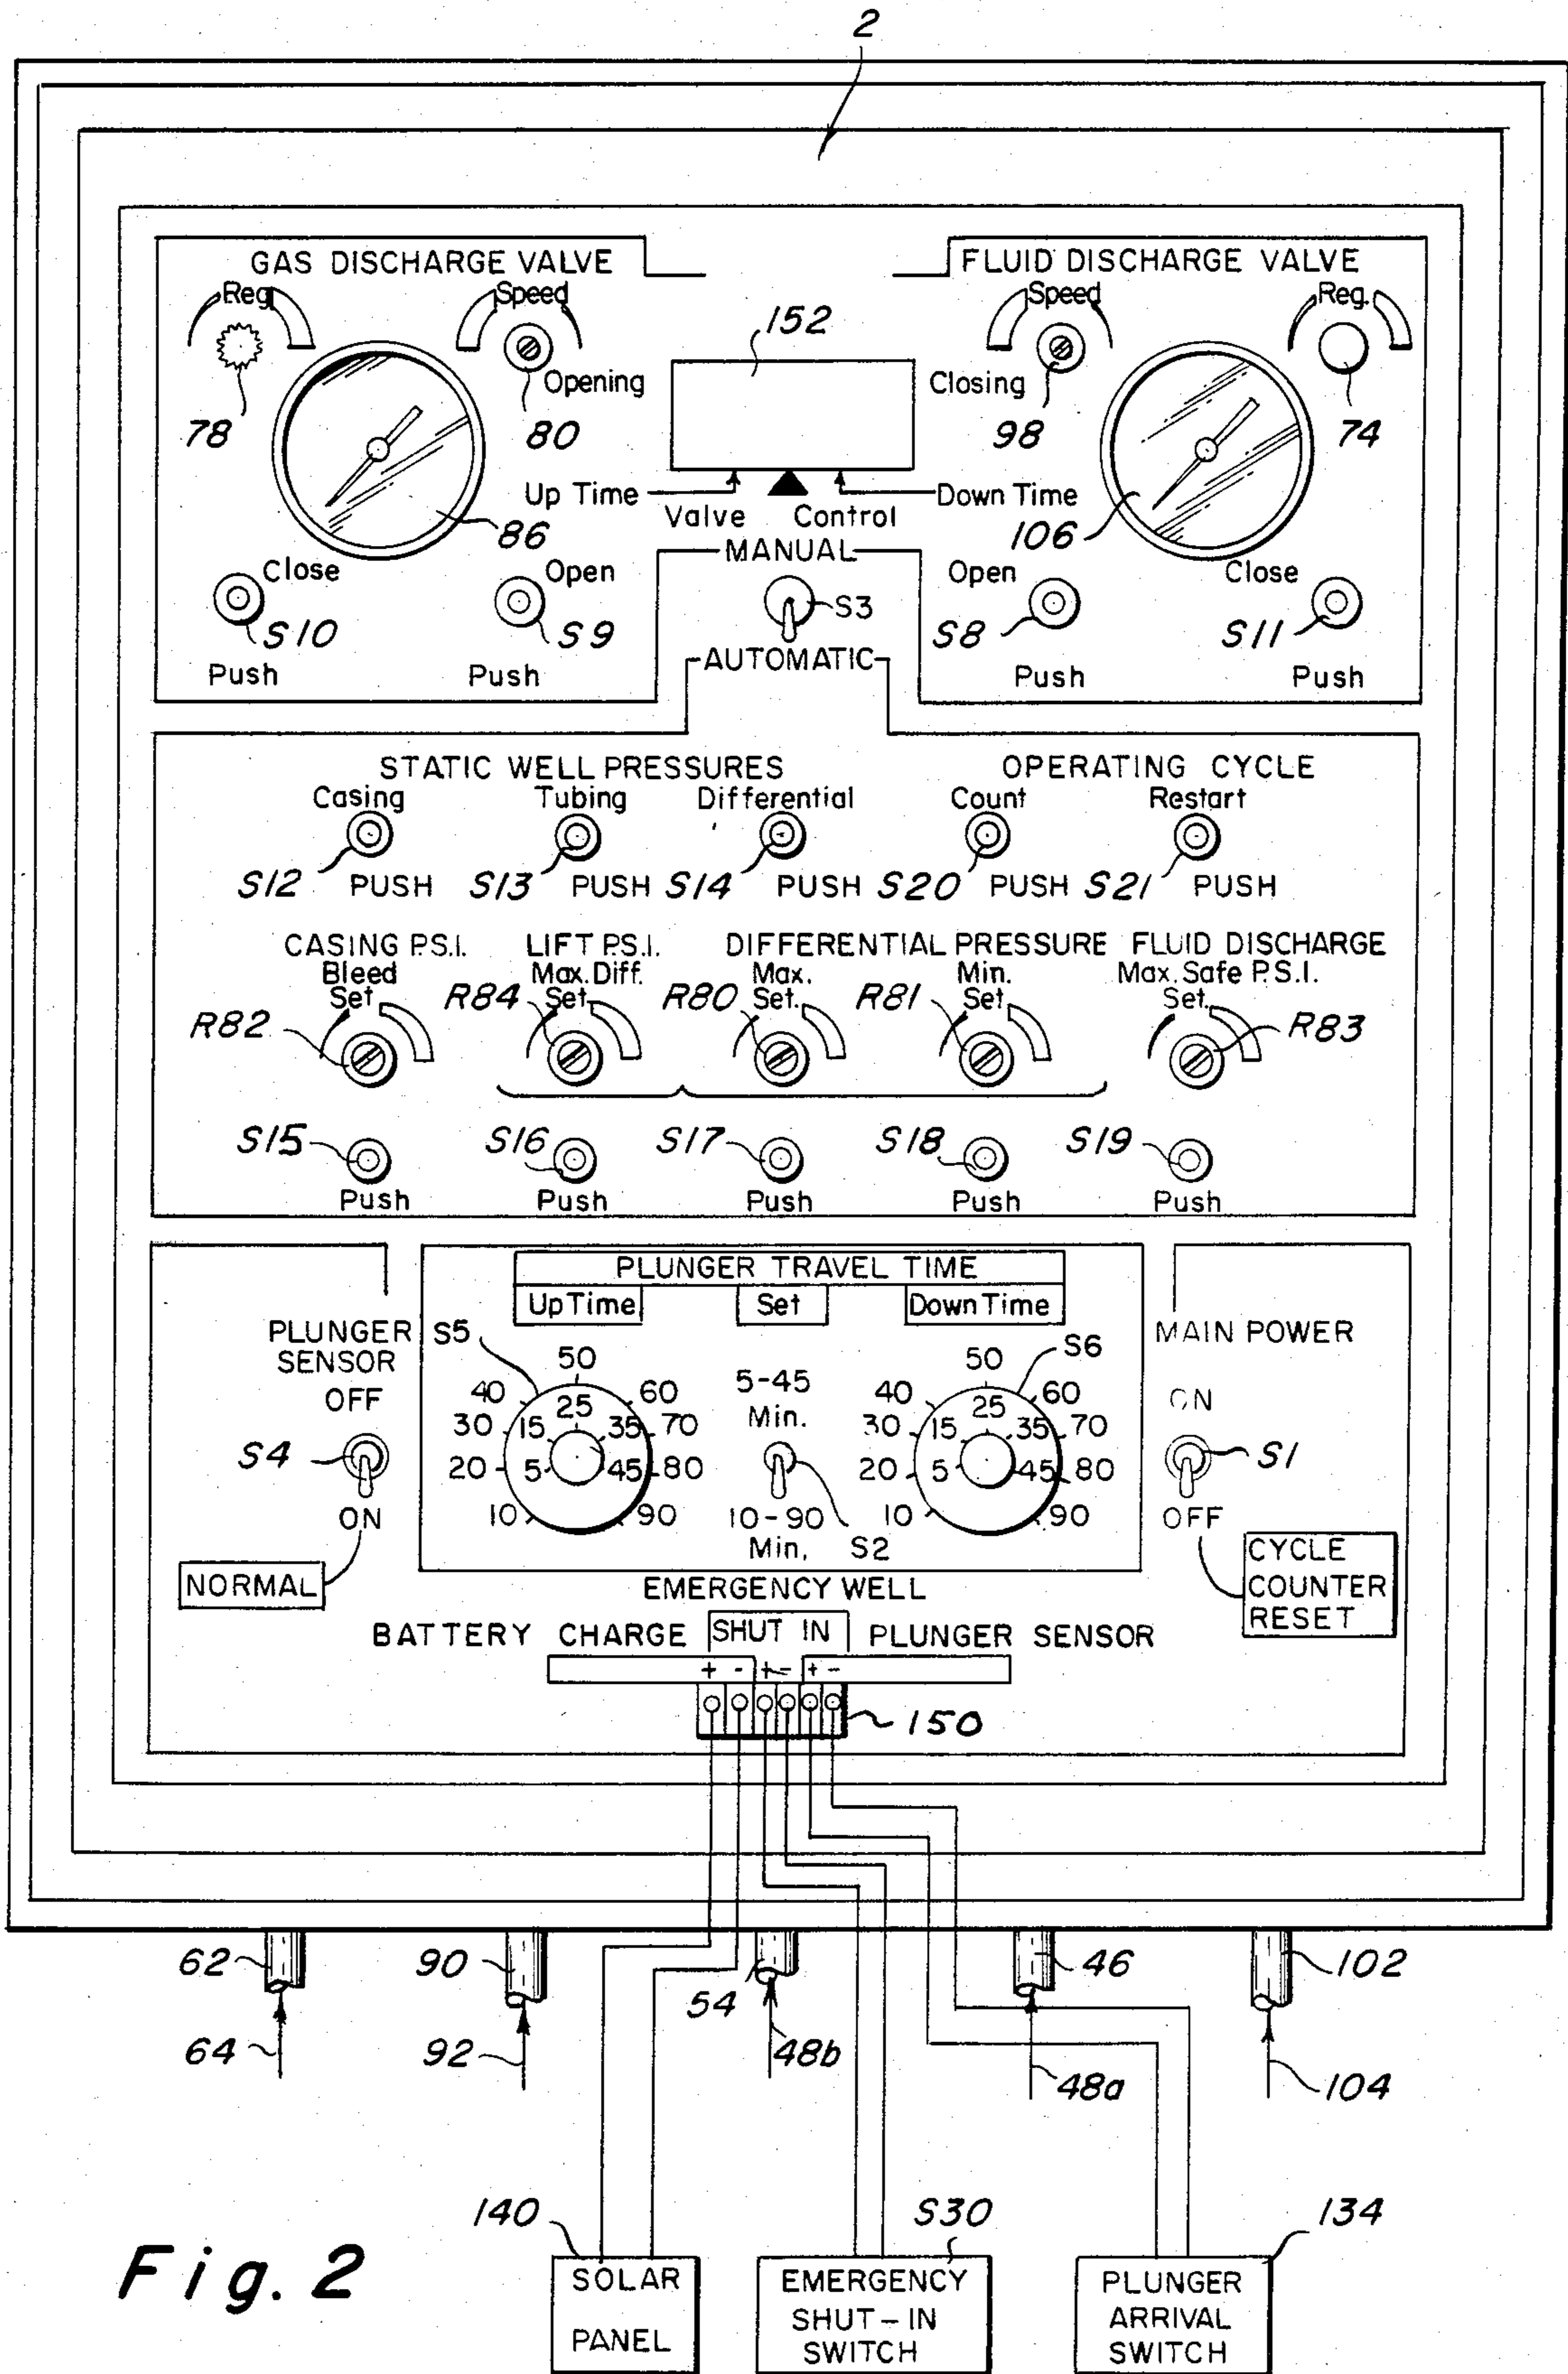 2
GAS DISCHARGE VALVE
FLUID DISCHARGE VALVE
Reg.
Speed
Speed
Reg.
152
Opening
Closing
78
80
98
74
Up Time
Down Time
Valve Control
86
106
MANUAL
Close
Open
Open
Close
S3
S10
S9
S8
S11
AUTOMATIC
Push
Push
Push
Push
STATIC WELL PRESSURES
OPERATING CYCLE
Casing
Tubing
Differential
Count
Restart
S12 PUSH
S13 PUSH
S14 PUSH
S20 PUSH
S21 PUSH
CASING P.S.I.
LIFT P.S.I.
DIFFERENTIAL PRESSURE
FLUID DISCHARGE
Bleed
Max. Diff.
Max.
Min.
Max. Safe P.S.I.
Set
Set
Set.
Set
Set.
R82
R84
R80
R81
R83
S15
S16
S17
S18
S19
Push
Push
Push
Push
Push
PLUNGER TRAVEL TIME
Up Time
Set
Down Time
PLUNGER
SENSOR
OFF
S4
ON
NORMAL
S5
10 20 30 40 50 60 70 80 90
5 15 25 35 45
5-45
Min.
10-90
Min,
S2
S6
10 20 30 40 50 60 70 80 90
5 15 25 35 45
MAIN POWER
ON
S1
OFF
CYCLE
COUNTER
RESET
EMERGENCY WELL
BATTERY CHARGE
SHUT IN
PLUNGER SENSOR
+ - + - + -
150
62
90
54
46
102
64
92
48b
48a
104
140
S30
134
SOLAR
PANEL
EMERGENCY
SHUT-IN
SWITCH
PLUNGER
ARRIVAL
SWITCH
Fig. 2